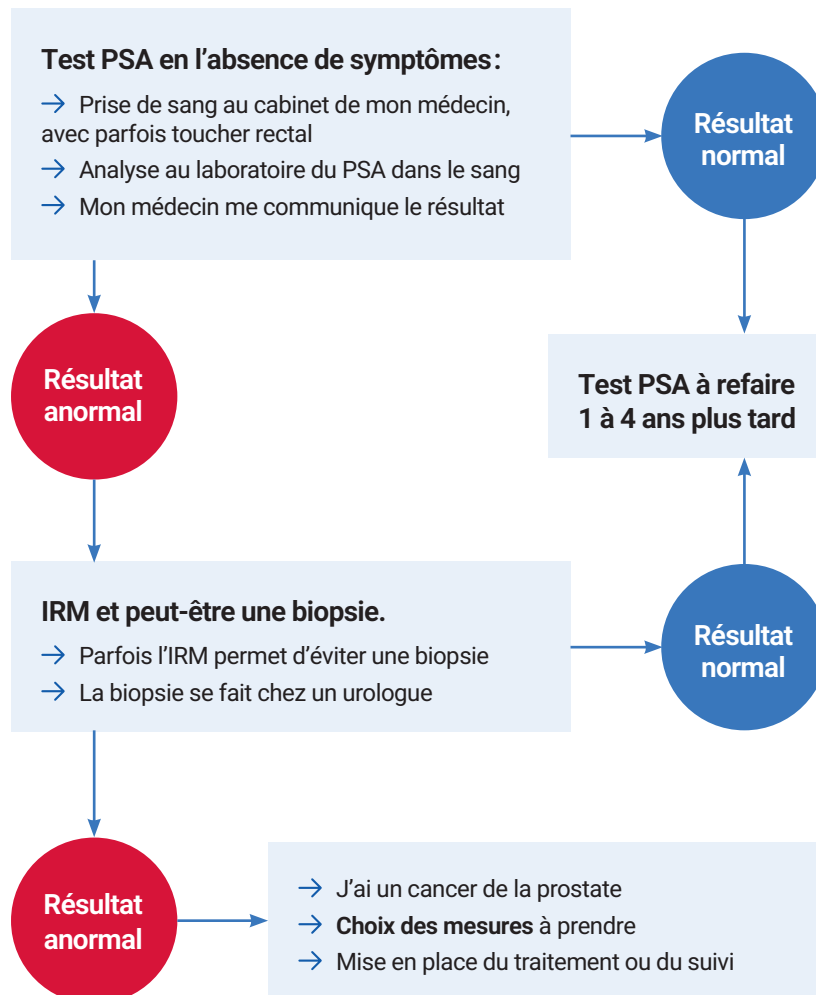 Test PSA en l’absence de symptômes :
→ Prise de sang au cabinet de mon médecin,
avec parfois toucher rectal
→ Analyse au laboratoire du PSA dans le sang
→ Mon médecin me communique le résultat
Résultat
normal
Résultat
anormal
Test PSA à refaire
1 à 4 ans plus tard
IRM et peut-être une biopsie.
→ Parfois l’IRM permet d’éviter une biopsie
→ La biopsie se fait chez un urologue
Résultat
normal
Résultat
anormal
→ J’ai un cancer de la prostate
→ Choix des mesures à prendre
→ Mise en place du traitement ou du suivi